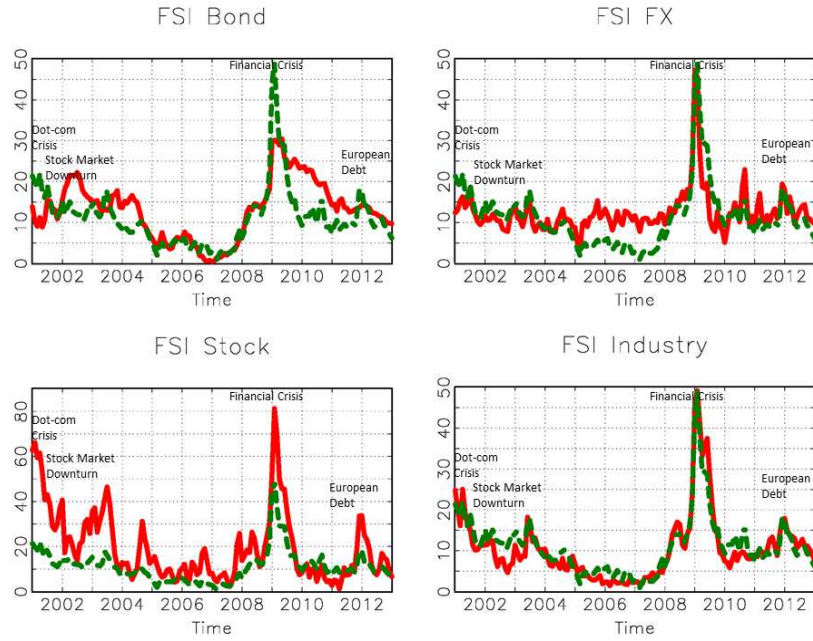 FSI Bond
50
40
30
20
10
0
Financial Crisis
Dot-com
Crisis
Stock Market
Downturn
European
Debt
2002 2004 2006 2008 2010 2012
Time
FSI FX
50
40
30
20
10
0
Financial Crisis
Dot-com
Crisis
Stock Market
Downturn
European
Debt
2002 2004 2006 2008 2010 2012
Time
FSI Stock
80
60
40
20
0
Financial Crisis
Dot-com
Crisis
Stock Market
Downturn
European
Debt
2002 2004 2006 2008 2010 2012
Time
FSI Industry
50
40
30
20
10
0
Financial Crisis
Dot-com
Crisis
Stock Market
Downturn
European
Debt
2002 2004 2006 2008 2010 2012
Time